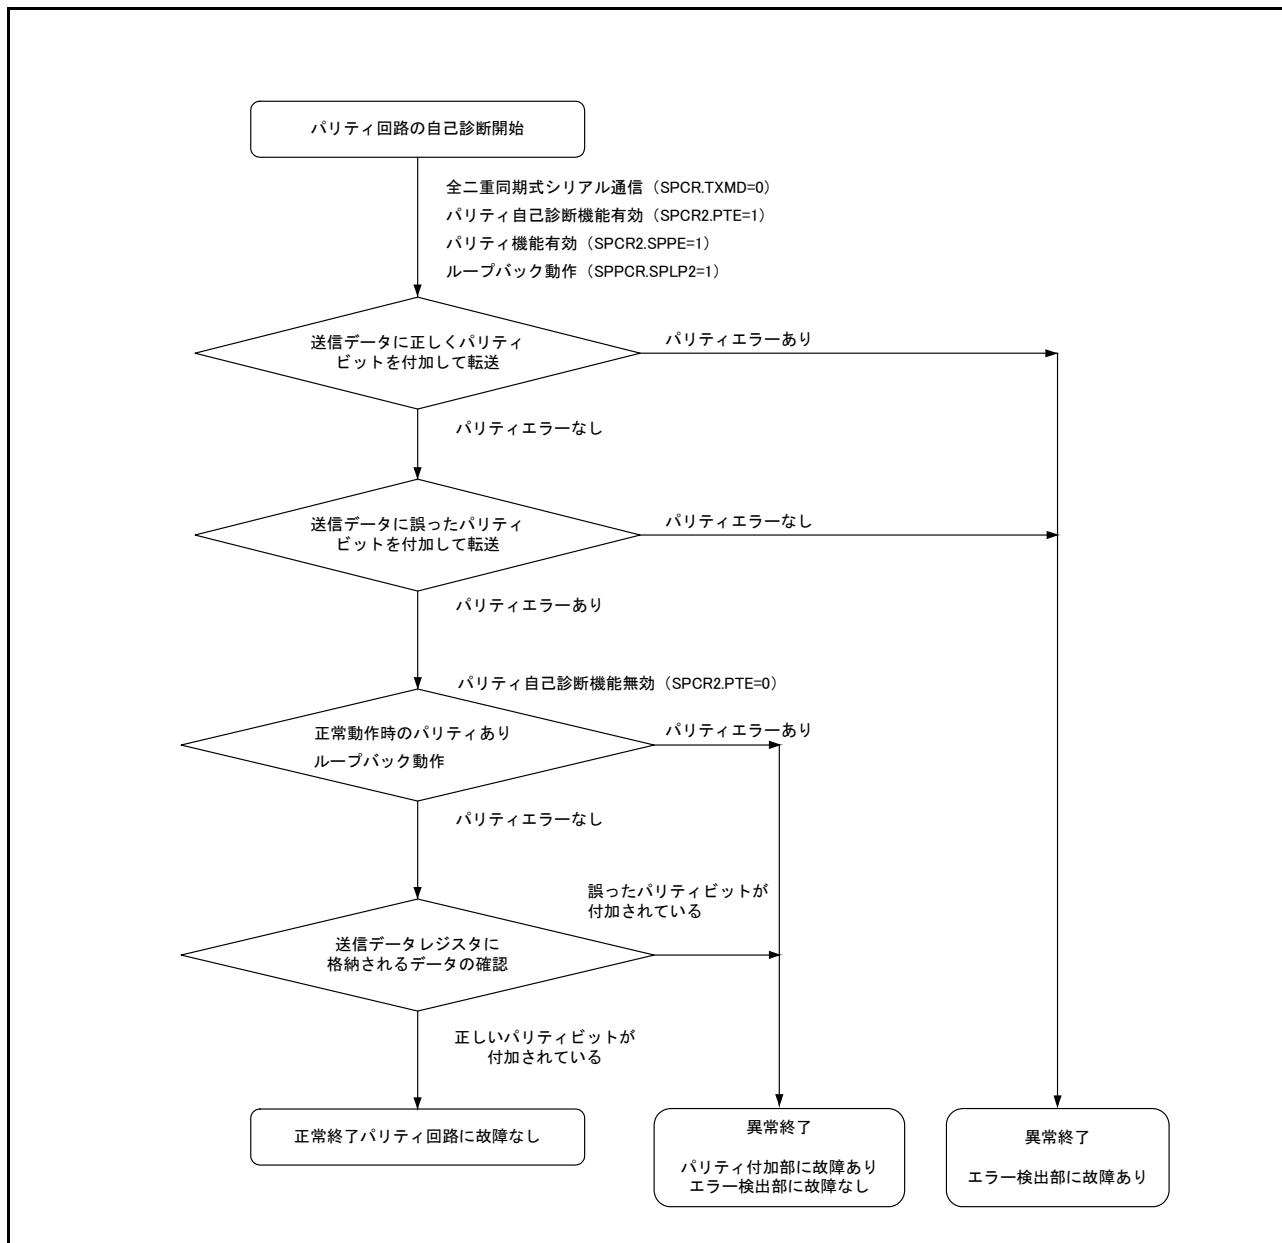 パリティ回路の自己診断開始
全二重同期式シリアル通信（SPCR.TXMD=0）
パリティ自己診断機能有効（SPCR2.PTE=1）
パリティ機能有効（SPCR2.SPPE=1）
ループバック動作（SPPCR.SPLP2=1）
送信データに正しくパリティ
ビットを付加して転送
パリティエラーあり
パリティエラーなし
送信データに誤ったパリティ
ビットを付加して転送
パリティエラーなし
パリティエラーあり
パリティ自己診断機能無効（SPCR2.PTE=0）
正常動作時のパリティあり
ループバック動作
パリティエラーあり
パリティエラーなし
誤ったパリティビットが
付加されている
送信データレジスタに
格納されるデータの確認
正しいパリティビットが
付加されている
正常終了パリティ回路に故障なし
異常終了
パリティ付加部に故障あり
エラー検出部に故障なし
異常終了
エラー検出部に故障あり